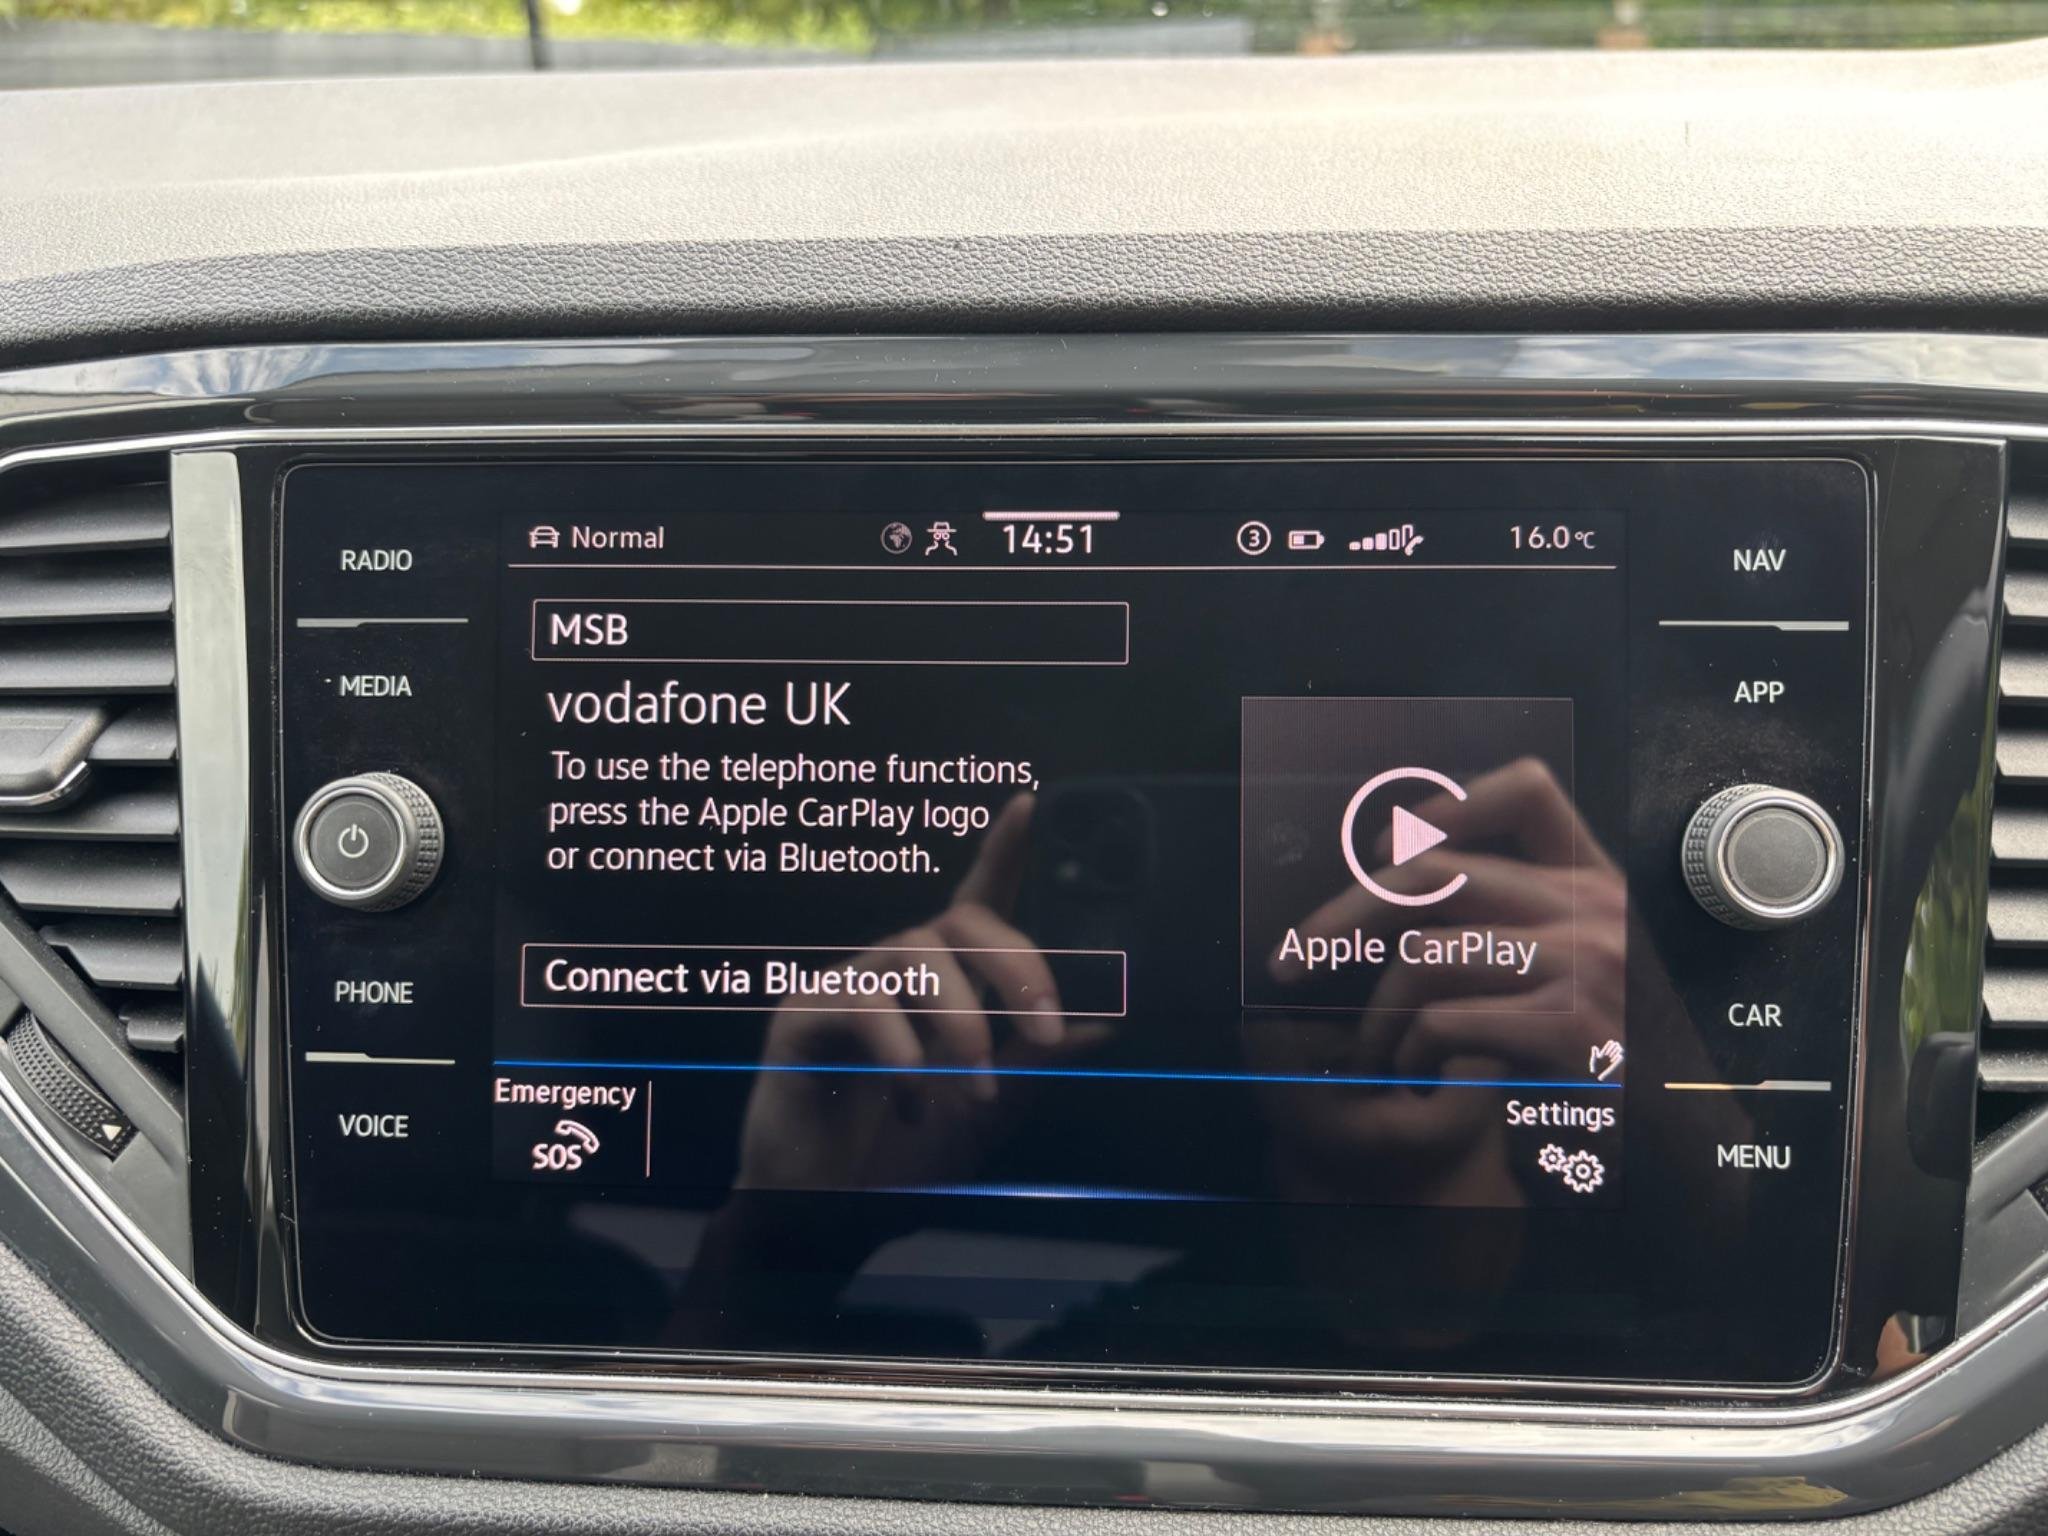 RADIO
MEDIA
PHONE
VOICE
Normal
14:51
3
16.0°C
MSB
vodafone UK
To use the telephone functions,
press the Apple CarPlay logo
or connect via Bluetooth.
Connect via Bluetooth
Apple CarPlay
Emergency
SOS
Settings
NAV
APP
CAR
MENU